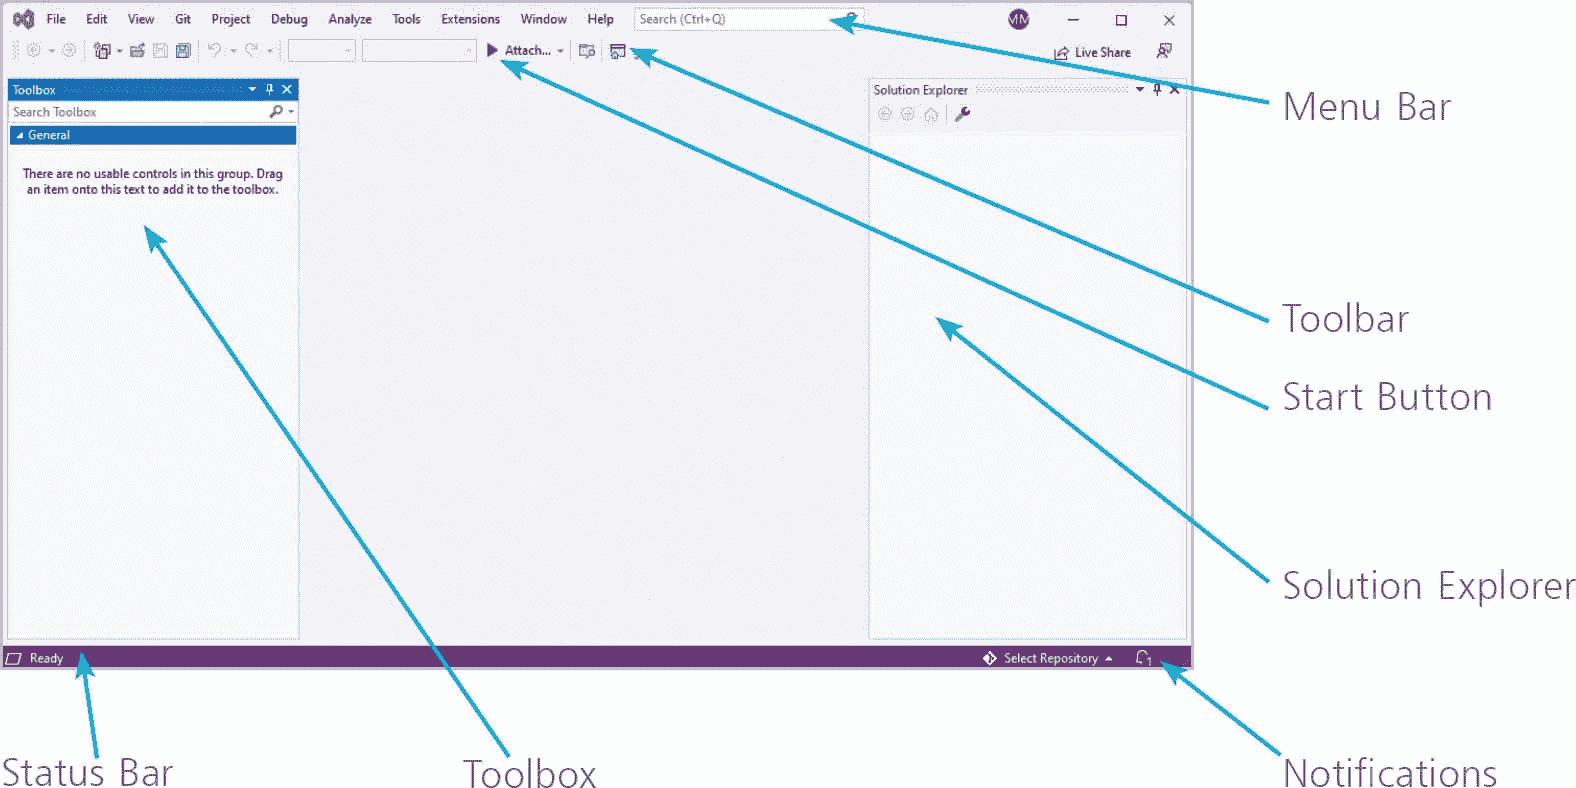 File Edit View Git Project Debug Analyze Tools Extensions Window Help Search (Ctrl+Q) MM
Attach... Live Share
Toolbox
Search Toolbox
General
There are no usable controls in this group. Drag
an item onto this text to add it to the toolbox.
Solution Explorer
Menu Bar
Toolbar
Start Button
Solution Explorer
Ready Select Repository 1
Status Bar
Toolbox
Notifications